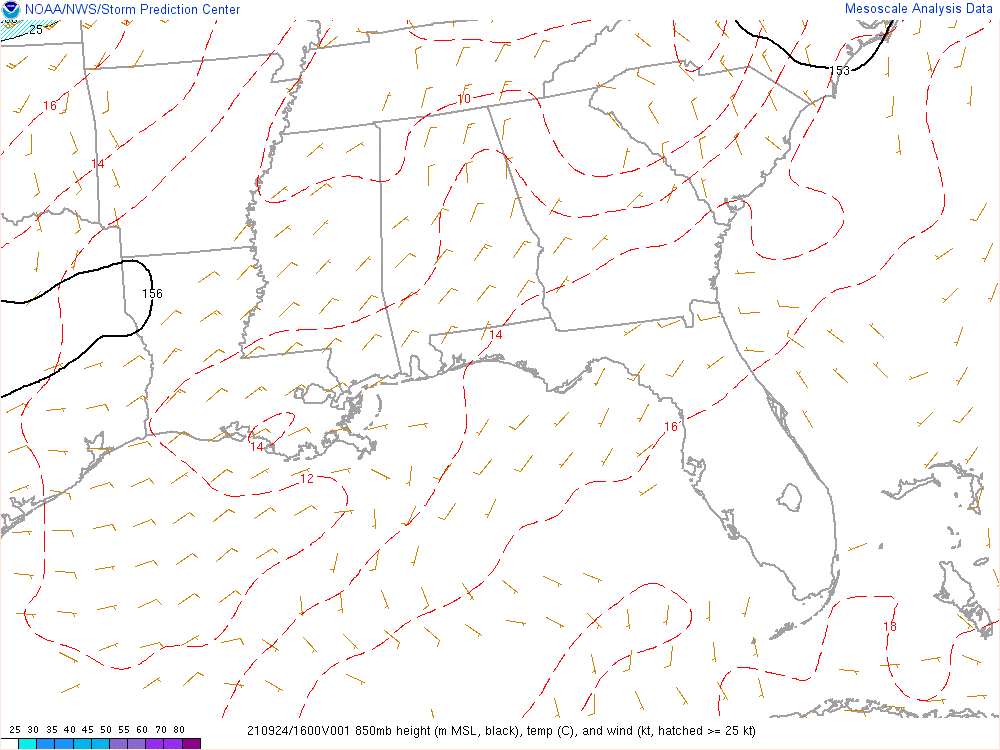 NOAA/NWS/Storm Prediction Center
Mesoscale Analysis Data
25
153
16
10
14
156
14
16
14
12
18
25 30 35 40 45 50 55 60 70 80
210924/1600V001 850mb height (m MSL, black), temp (C), and wind (kt, hatched >= 25 kt)